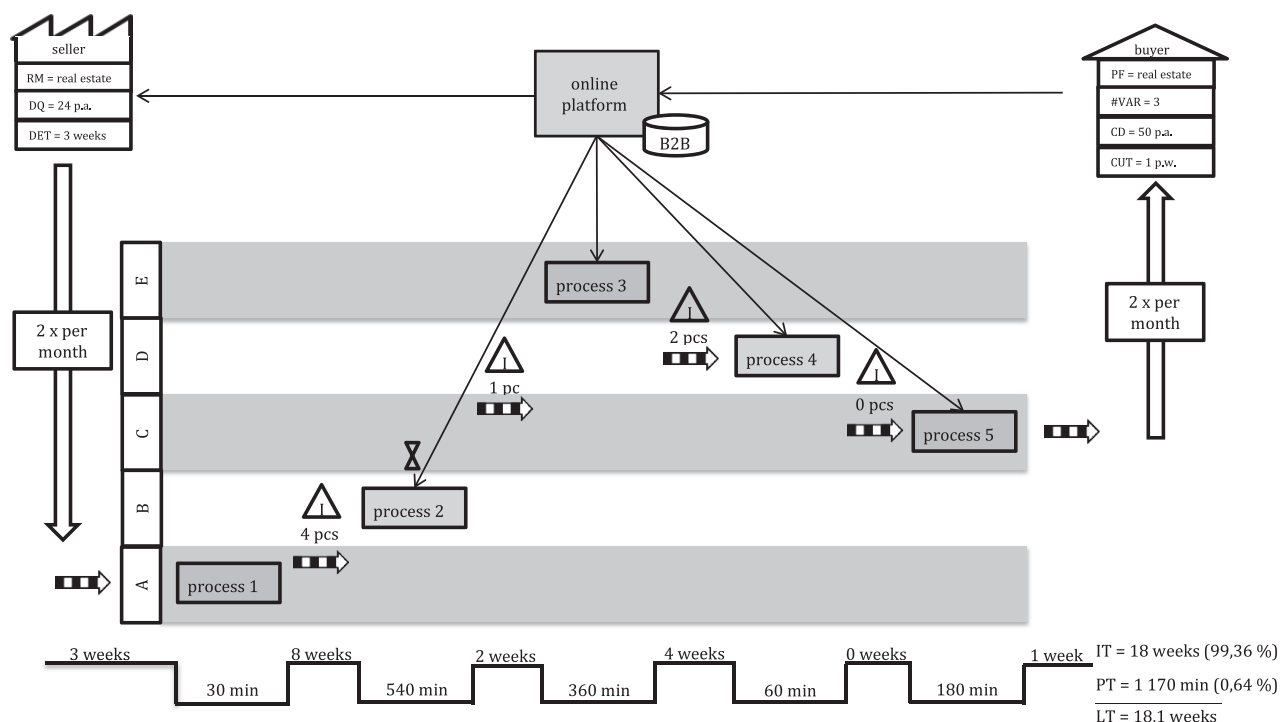 seller
RM = real estate
DQ = 24 p.a.
DET = 3 weeks
online
platform
B2B
buyer
PF = real estate
#VAR = 3
CD = 50 p.a.
CUT = 1 p.w.
2 x per
month
2 x per
month
E
D
C
B
A
process 3
I
2 pcs
process 4
I
1 pc
I
0 pcs
process 5
I
4 pcs
process 2
process 1
3 weeks
8 weeks
2 weeks
4 weeks
0 weeks
1 week
30 min
540 min
360 min
60 min
180 min
IT = 18 weeks (99,36 %)
PT = 1 170 min (0,64 %)
LT = 18.1 weeks